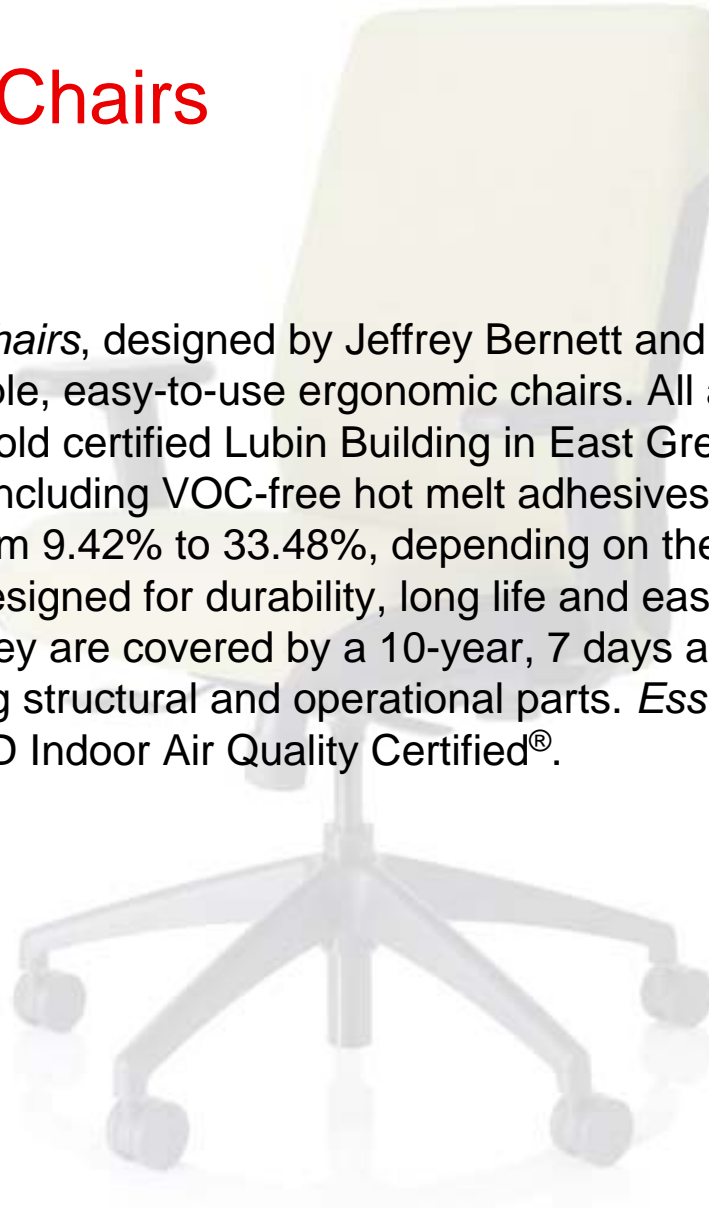 Chairs
hairs, designed by Jeffrey Bernett and
ole, easy-to-use ergonomic chairs. All a
old certified Lubin Building in East Gre
including VOC-free hot melt adhesives
m 9.42% to 33.48%, depending on the
esigned for durability, long life and eas
ey are covered by a 10-year, 7 days a
g structural and operational parts. Ess
D Indoor Air Quality Certified®.